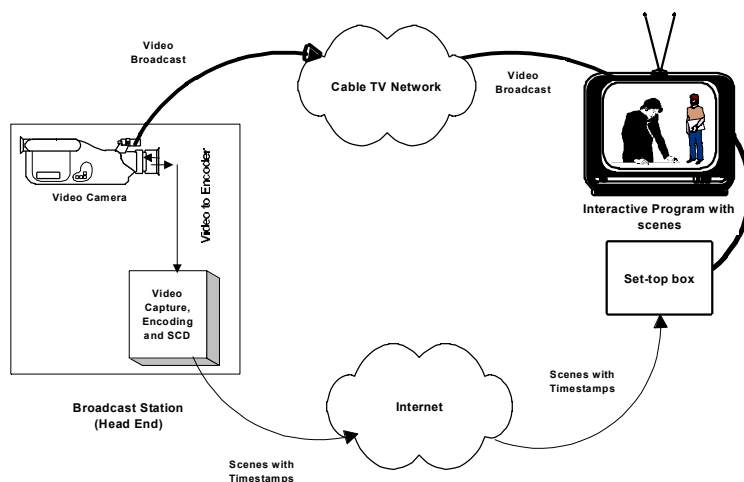 Video
Broadcast
Cable TV Network
Video
Broadcast
Video Camera
Video to Encoder
Interactive Program with
scenes
Set-top box
Video
Capture,
Encoding
and SCD
Scenes with
Timestamps
Broadcast Station
(Head End)
Internet
Scenes with
Timestamps